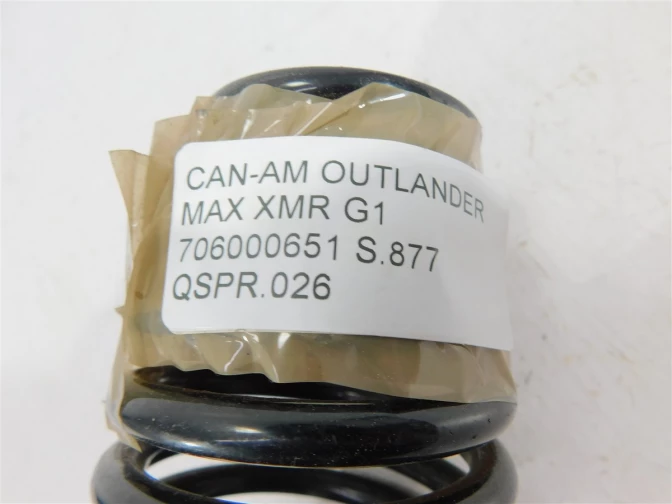 CAN-AM OUTLANDER
MAX XMR G1
706000651 S.877
QSPR.026